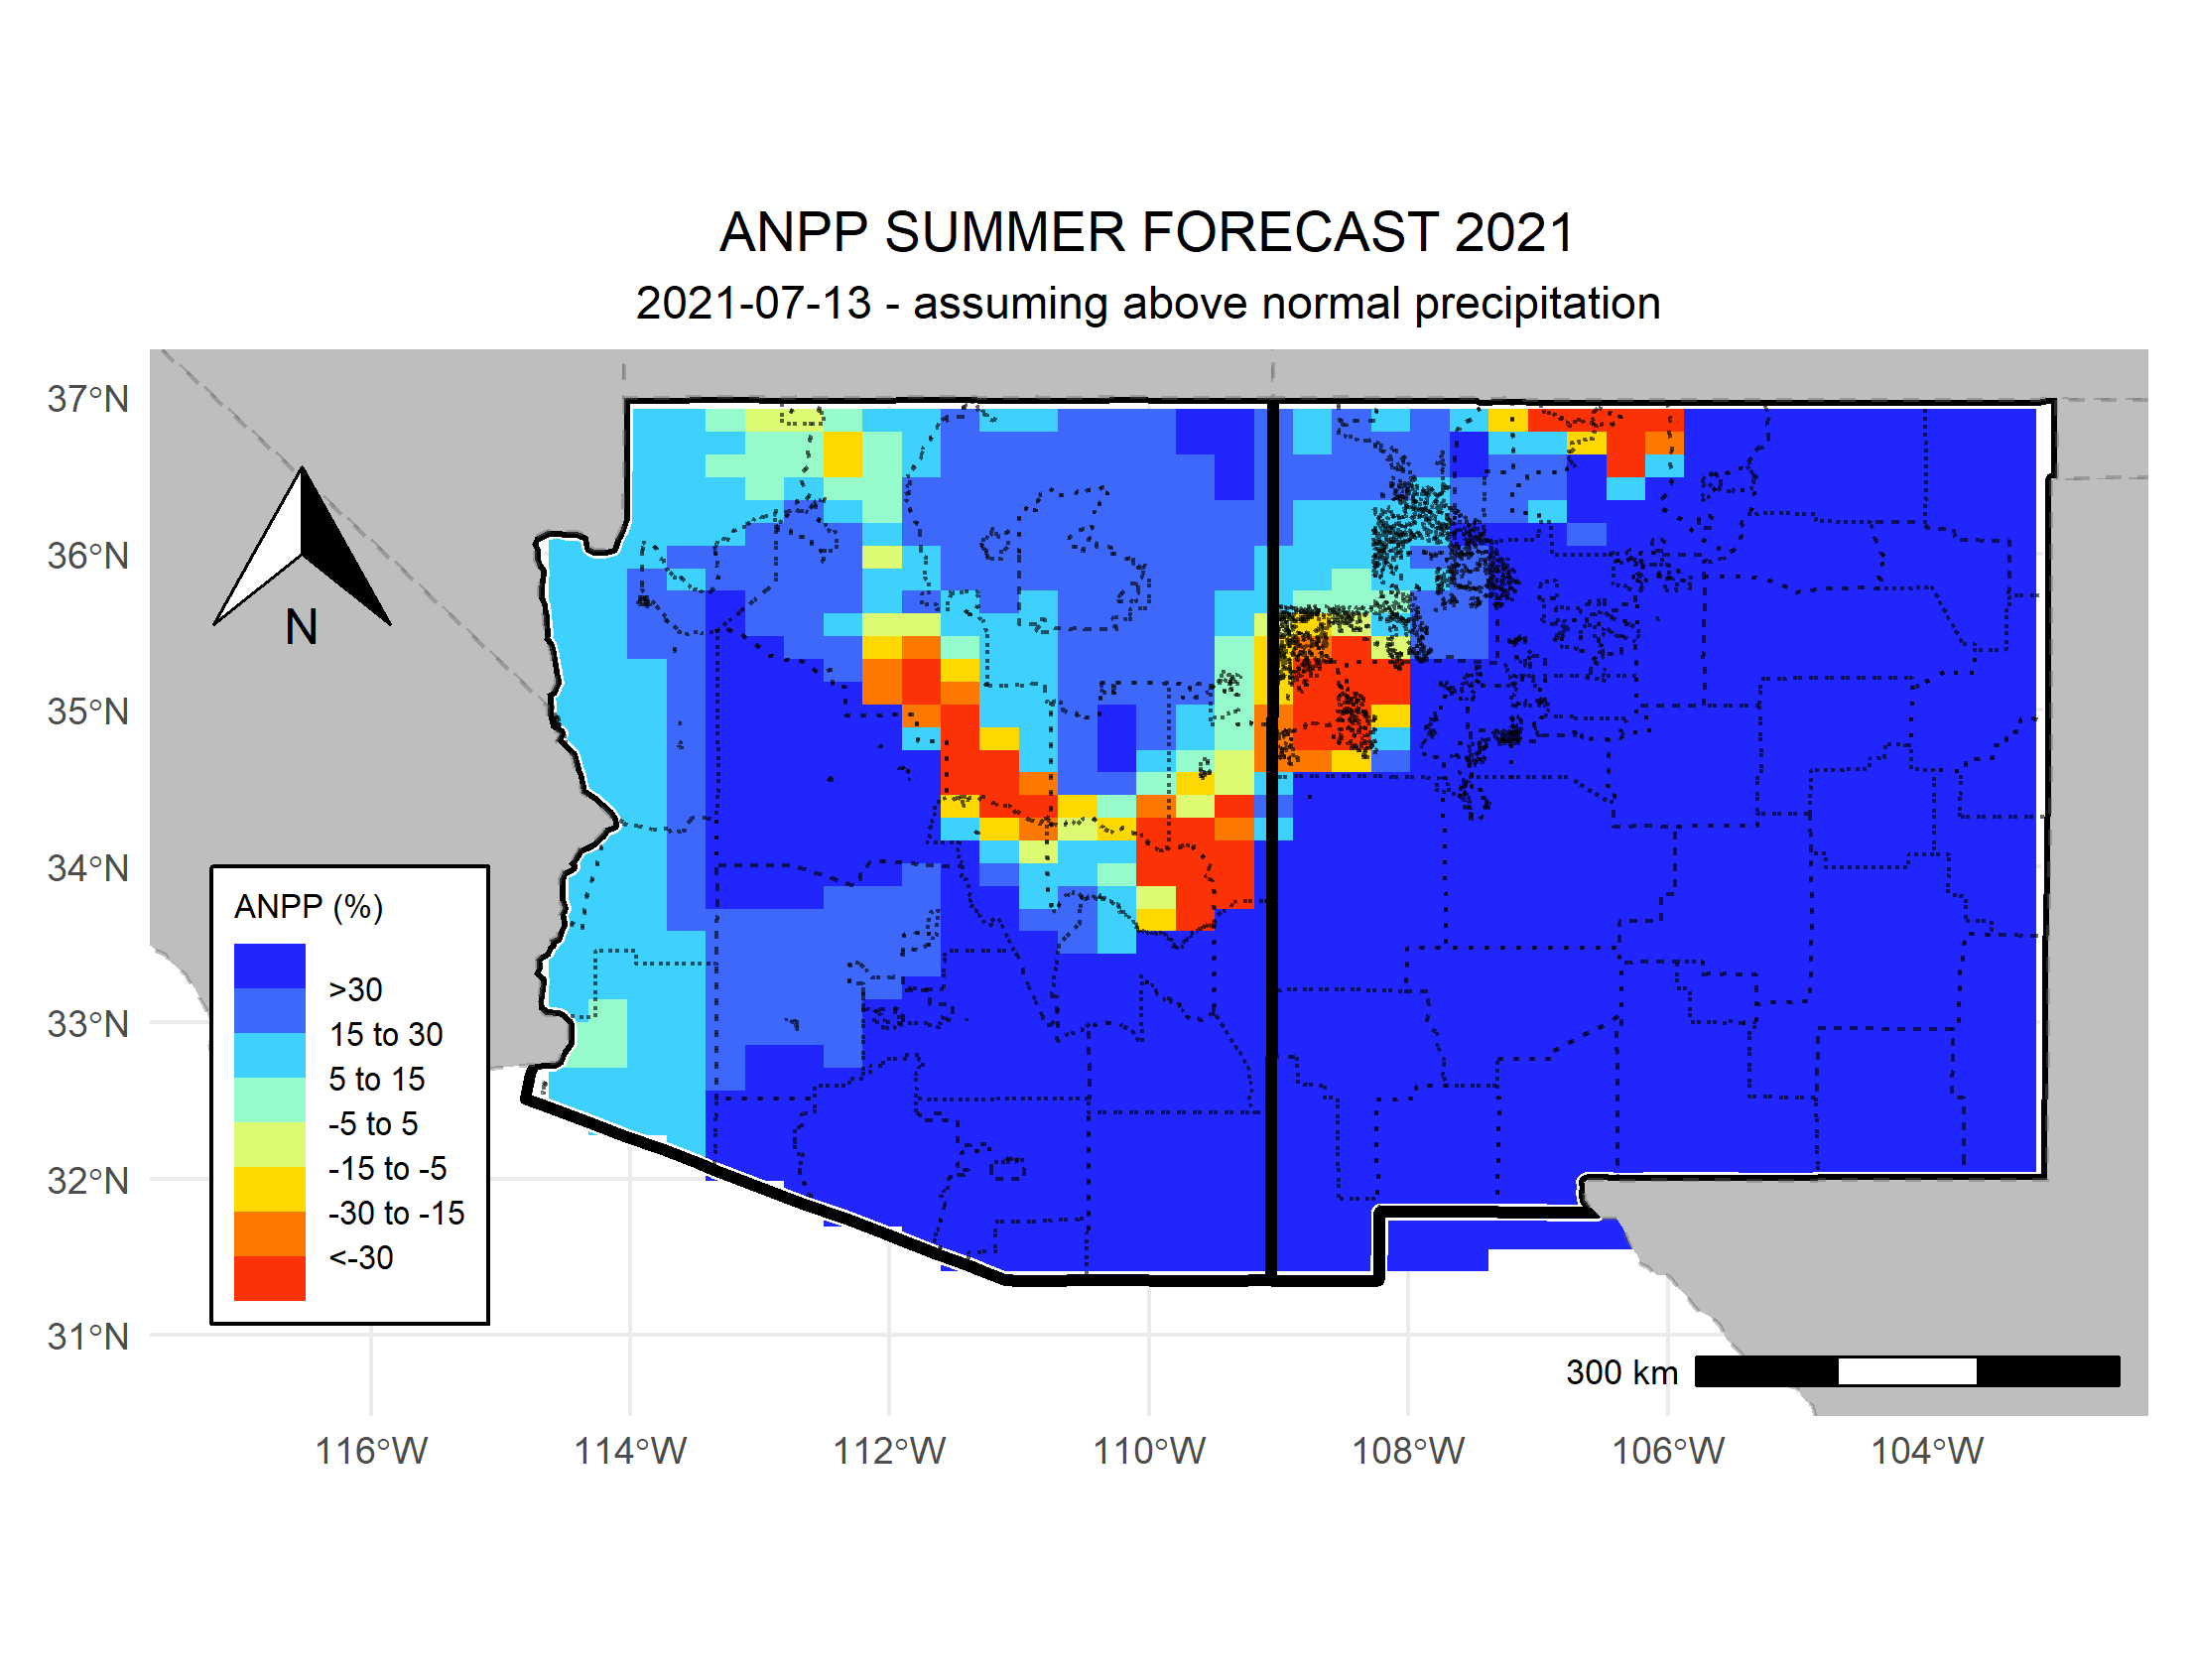 ANPP SUMMER FORECAST 2021
2021-07-13 - assuming above normal precipitation
37°N
36°N
35°N
34°N
33°N
32°N
31°N
N
ANPP (%)
>30
15 to 30
5 to 15
-5 to 5
-15 to -5
-30 to -15
<-30
300 km
116°W 114°W 112°W 110°W 108°W 106°W 104°W